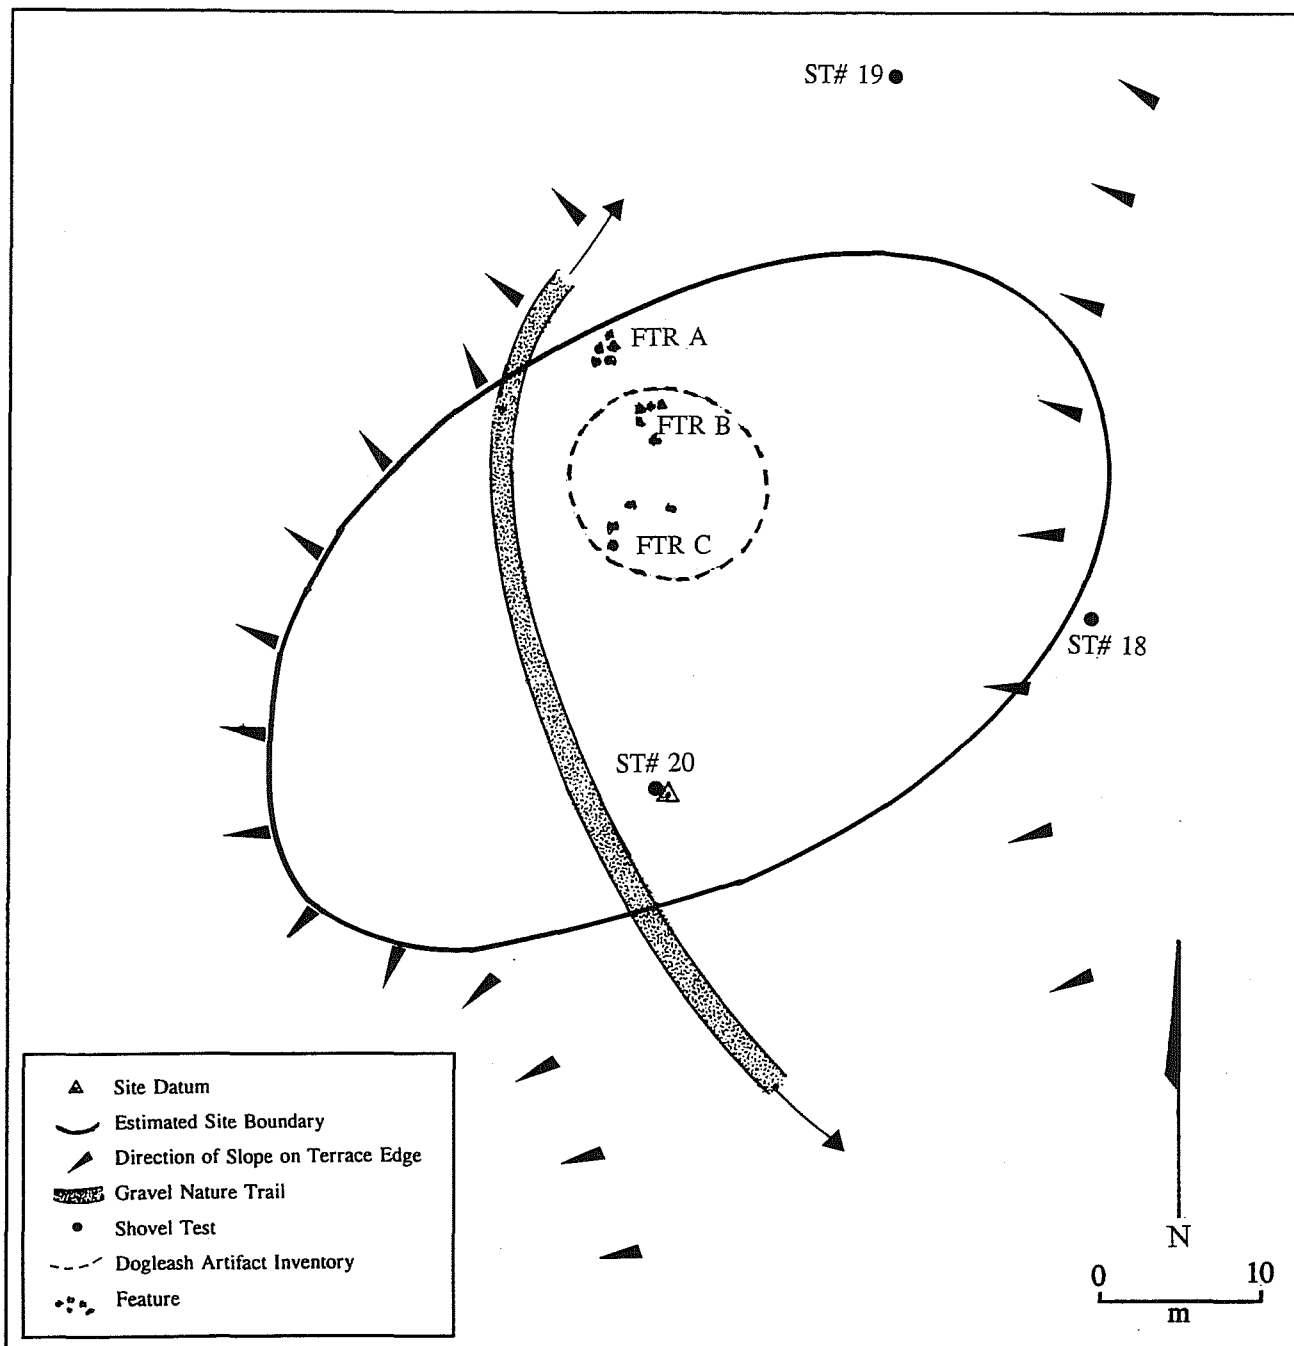 ST# 19
FTR A
FTR B
FTR C
ST# 18
ST# 20
Site Datum
Estimated Site Boundary
Direction of Slope on Terrace Edge
Gravel Nature Trail
Shovel Test
Dogleash Artifact Inventory
Feature
N
0 10
m